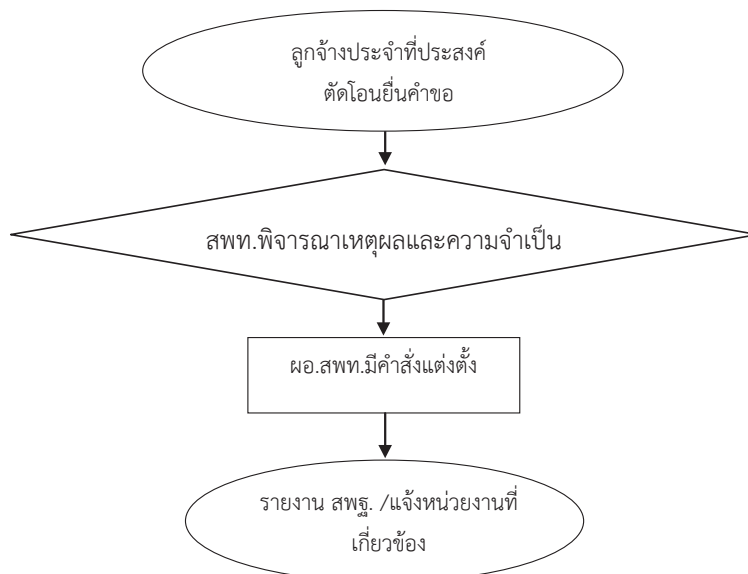 ลูกจ้างประจำที่ประสงค์
ตัดโอนยื่นคำขอ
สพท.พิจารณาเหตุผลและความจำเป็น
ผอ.สพท.มีคำสั่งแต่งตั้ง
รายงาน สพฐ. /แจ้งหน่วยงานที่
เกี่ยวข้อง